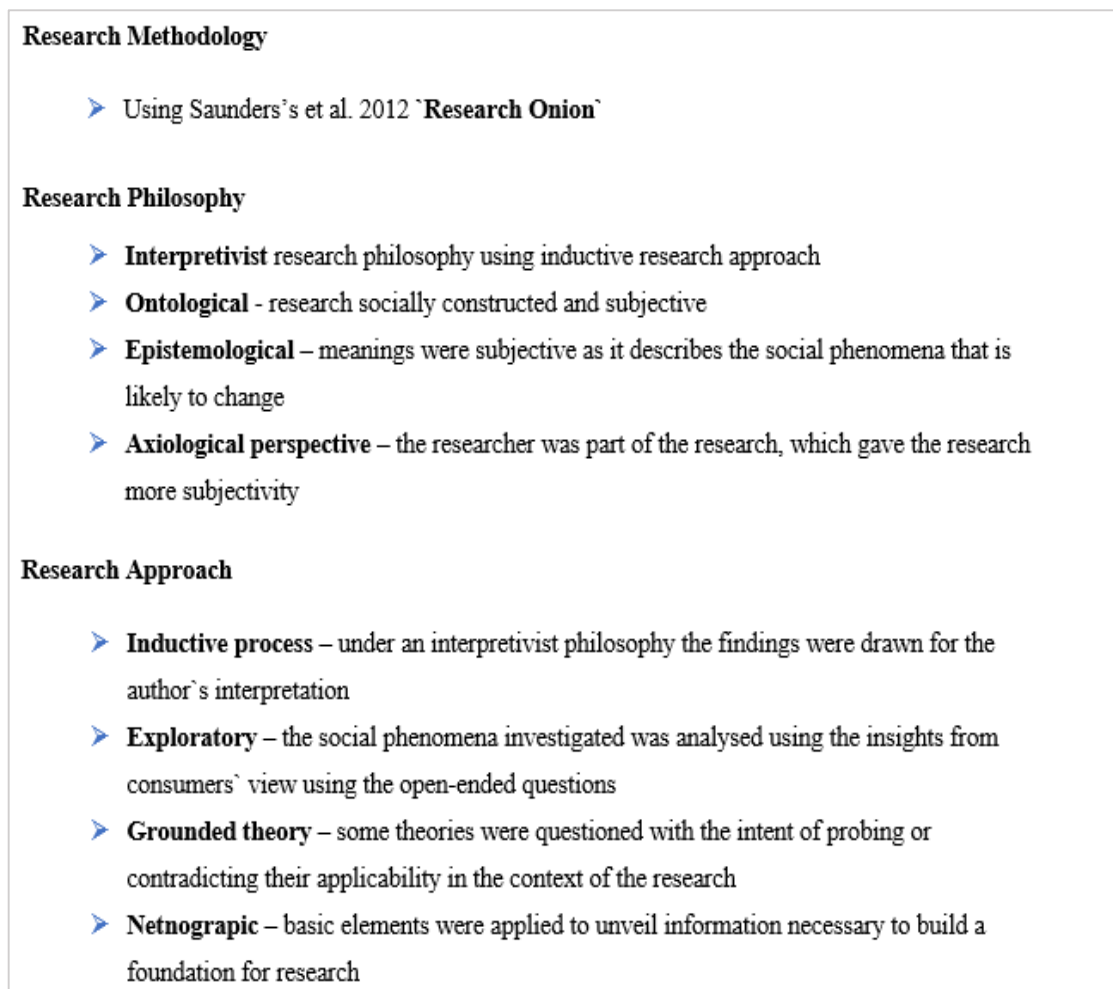 Research Methodology
Using Saunders's et al. 2012 `Research Onion`
Research Philosophy
Interpretivist research philosophy using inductive research approach
Ontological - research socially constructed and subjective
Epistemological – meanings were subjective as it describes the social phenomena that is
likely to change
Axiological perspective – the researcher was part of the research, which gave the research
more subjectivity
Research Approach
Inductive process – under an interpretivist philosophy the findings were drawn for the
author`s interpretation
Exploratory – the social phenomena investigated was analysed using the insights from
consumers` view using the open-ended questions
Grounded theory – some theories were questioned with the intent of probing or
contradicting their applicability in the context of the research
Netnograpic – basic elements were applied to unveil information necessary to build a
foundation for research